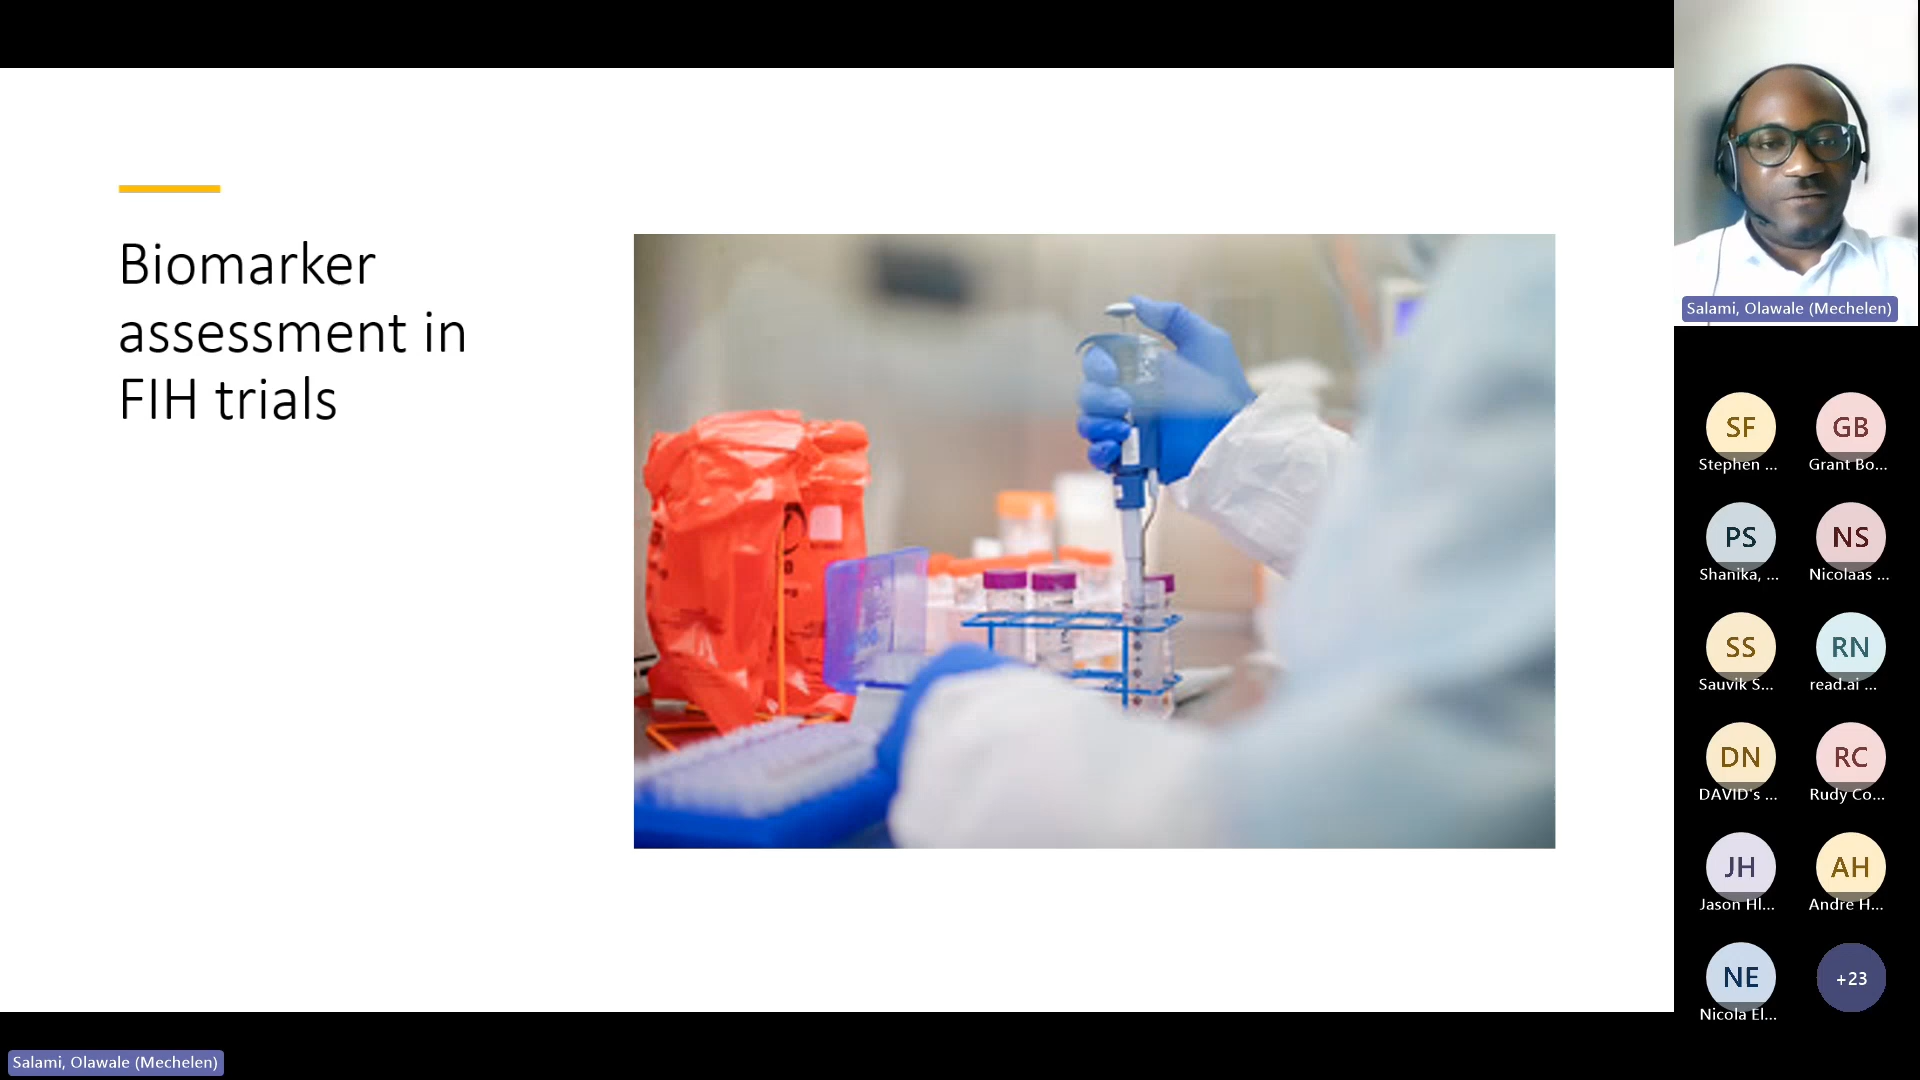 Biomarker
assessment in
FIH trials
Salami, Olawale (Mechelen)
SF
Stephen ...
GB
Grant Bo...
PS
Shanika, ...
NS
Nicolaas ...
SS
Sauvik S...
RN
read.ai ...
DN
DAVID's ...
RC
Rudy Co...
JH
Jason Hl...
AH
Andre H...
NE
Nicola El...
+23
Salami, Olawale (Mechelen)